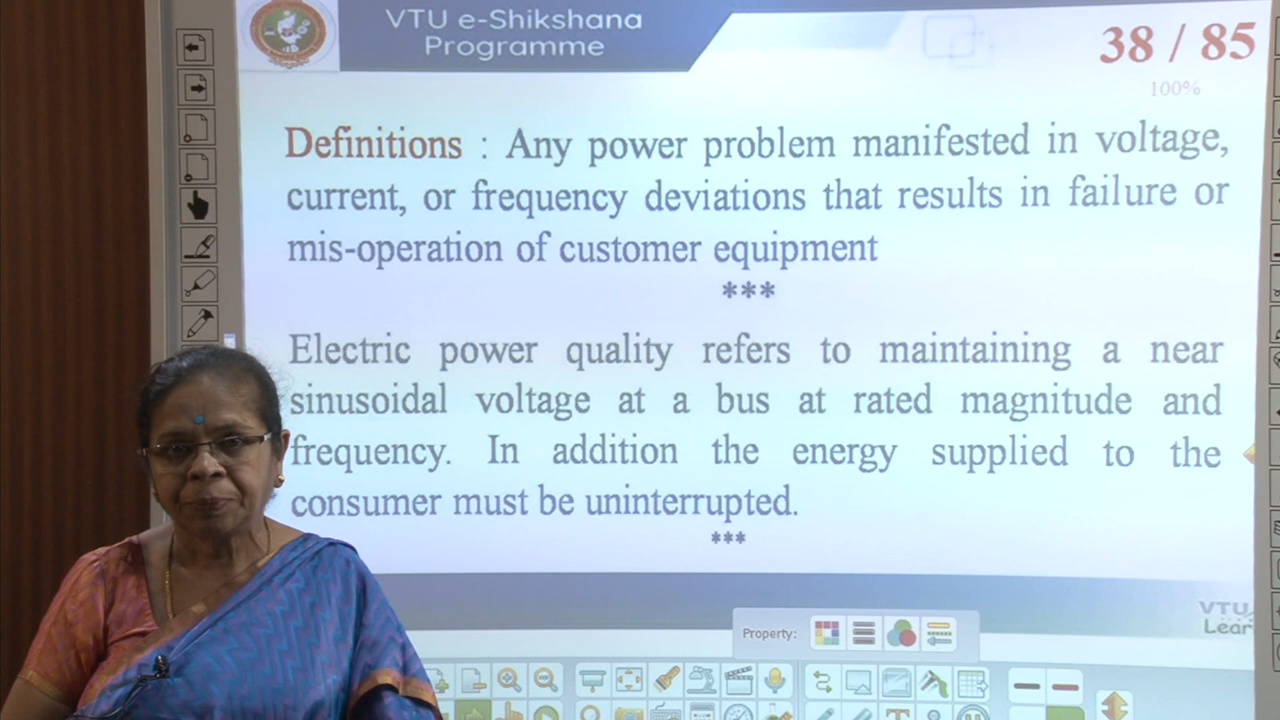 VTU e-Shikshana
Programme
38 / 85
100%
Definitions : Any power problem manifested in voltage,
current, or frequency deviations that results in failure or
mis-operation of customer equipment
***
Electric power quality refers to maintaining a near
sinusoidal voltage at a bus at rated magnitude and
frequency. In addition the energy supplied to the
consumer must be uninterrupted.
***
VTU
Lear
Property: